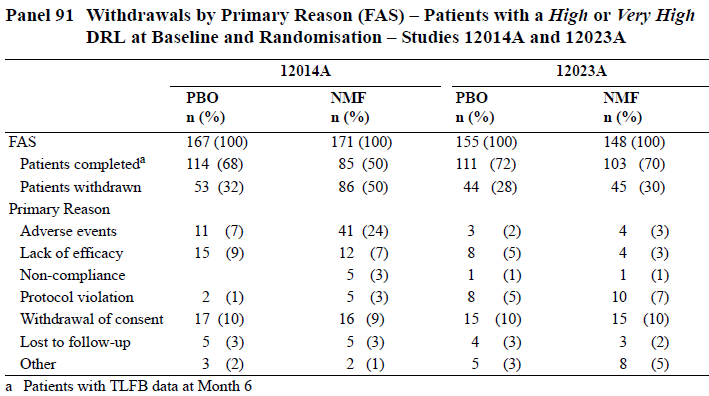 Panel 91 Withdrawals by Primary Reason (FAS) – Patients with a High or Very High
DRL at Baseline and Randomisation – Studies 12014A and 12023A
12014A 12023A
PBO NMF PBO NMF
n (%) n (%) n (%) n (%)
FAS 167 (100) 171 (100) 155 (100) 148 (100)
Patients completedᵃ 114 (68) 85 (50) 111 (72) 103 (70)
Patients withdrawn 53 (32) 86 (50) 44 (28) 45 (30)
Primary Reason
Adverse events 11 (7) 41 (24) 3 (2) 4 (3)
Lack of efficacy 15 (9) 12 (7) 8 (5) 4 (3)
Non-compliance 5 (3) 1 (1) 1 (1)
Protocol violation 2 (1) 5 (3) 8 (5) 10 (7)
Withdrawal of consent 17 (10) 16 (9) 15 (10) 15 (10)
Lost to follow-up 5 (3) 5 (3) 4 (3) 3 (2)
Other 3 (2) 2 (1) 5 (3) 8 (5)
a Patients with TLFB data at Month 6